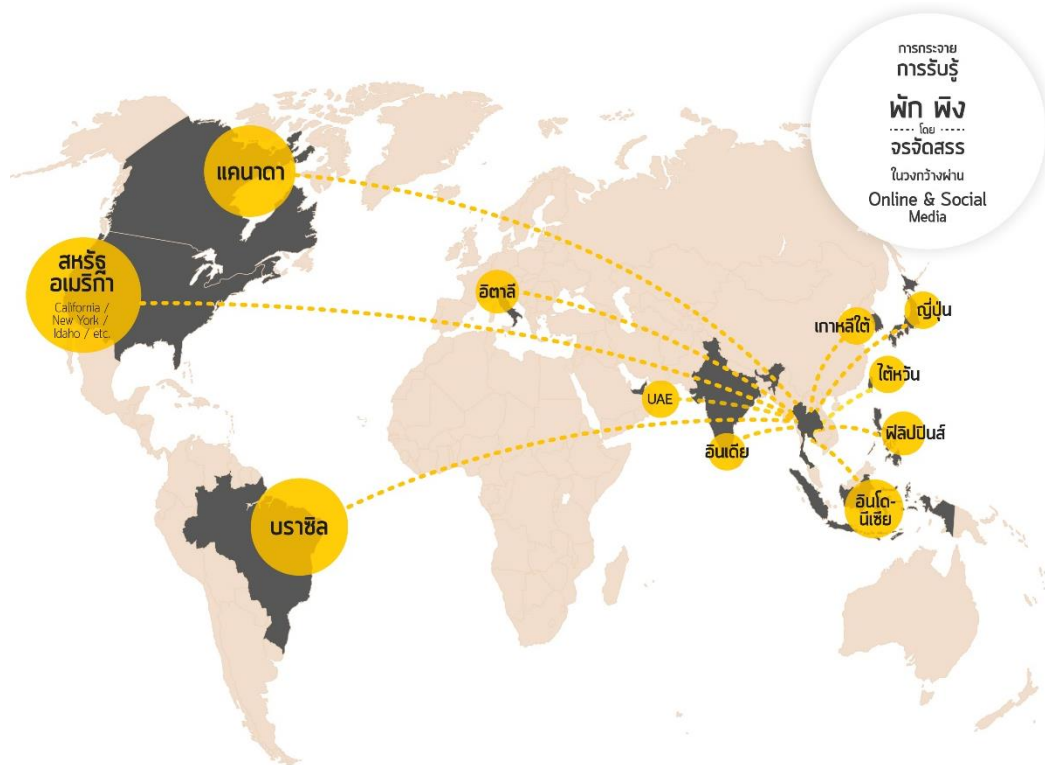 การกระจาย
การรับรู้
พัก พิง
โดย
จรจัดสรร
ในวงกว้างผ่าน
Online & Social
Media
แคนาดา
สหรัฐ
อเมริกา
California /
New York /
Idaho / etc.
อิตาลี
เกาหลีใต้
ญี่ปุ่น
ไต้หวัน
UAE
อินเดีย
ฟิลิปปินส์
อินโด-
นีเซีย
บราซิล